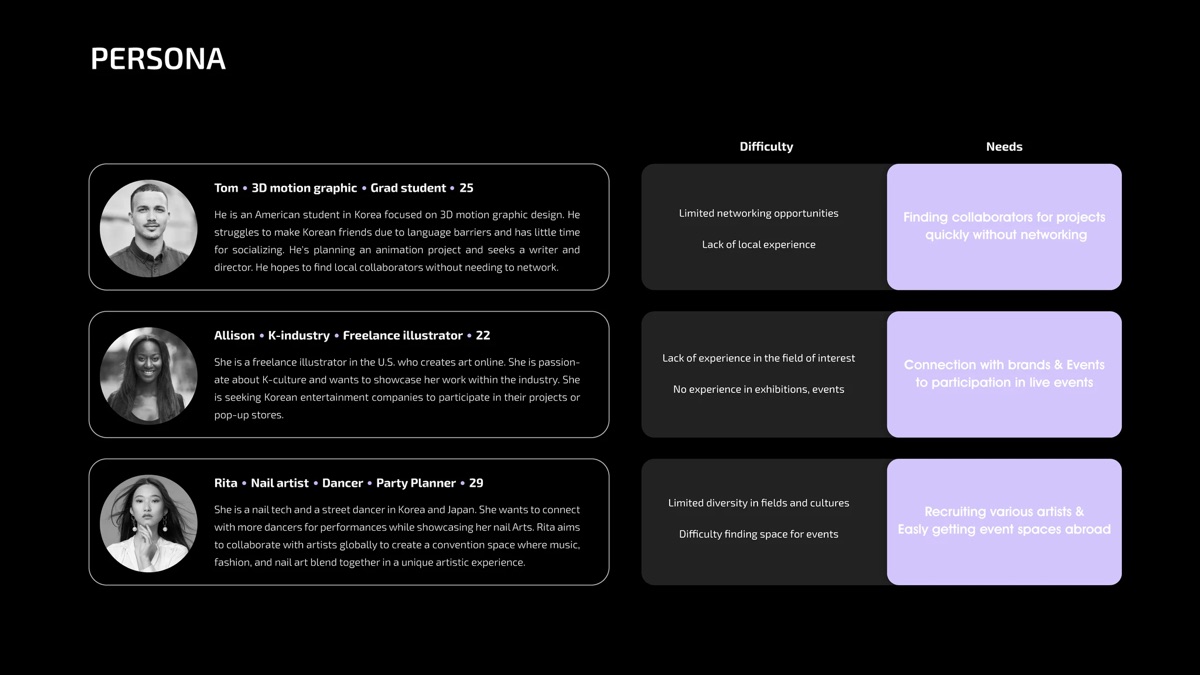 PERSONA
Difficulty
Needs
Tom • 3D motion graphic • Grad student • 25
He is an American student in Korea focused on 3D motion graphic design. He
struggles to make Korean friends due to language barriers and has little time
for socializing. He's planning an animation project and seeks a writer and
director. He hopes to find local collaborators without needing to network.
Limited networking opportunities
Lack of local experience
Finding collaborators for projects
quickly without networking
Allison • K-industry • Freelance illustrator • 22
She is a freelance illustrator in the U.S. who creates art online. She is passion-
ate about K-culture and wants to showcase her work within the industry. She
is seeking Korean entertainment companies to participate in their projects or
pop-up stores.
Lack of experience in the field of interest
No experience in exhibitions, events
Connection with brands & Events
to participation in live events
Rita • Nail artist • Dancer • Party Planner • 29
She is a nail tech and a street dancer in Korea and Japan. She wants to connect
with more dancers for performances while showcasing her nail Arts. Rita aims
to collaborate with artists globally to create a convention space where music,
fashion, and nail art blend together in a unique artistic experience.
Limited diversity in fields and cultures
Difficulty finding space for events
Recruiting various artists &
Easly getting event spaces abroad